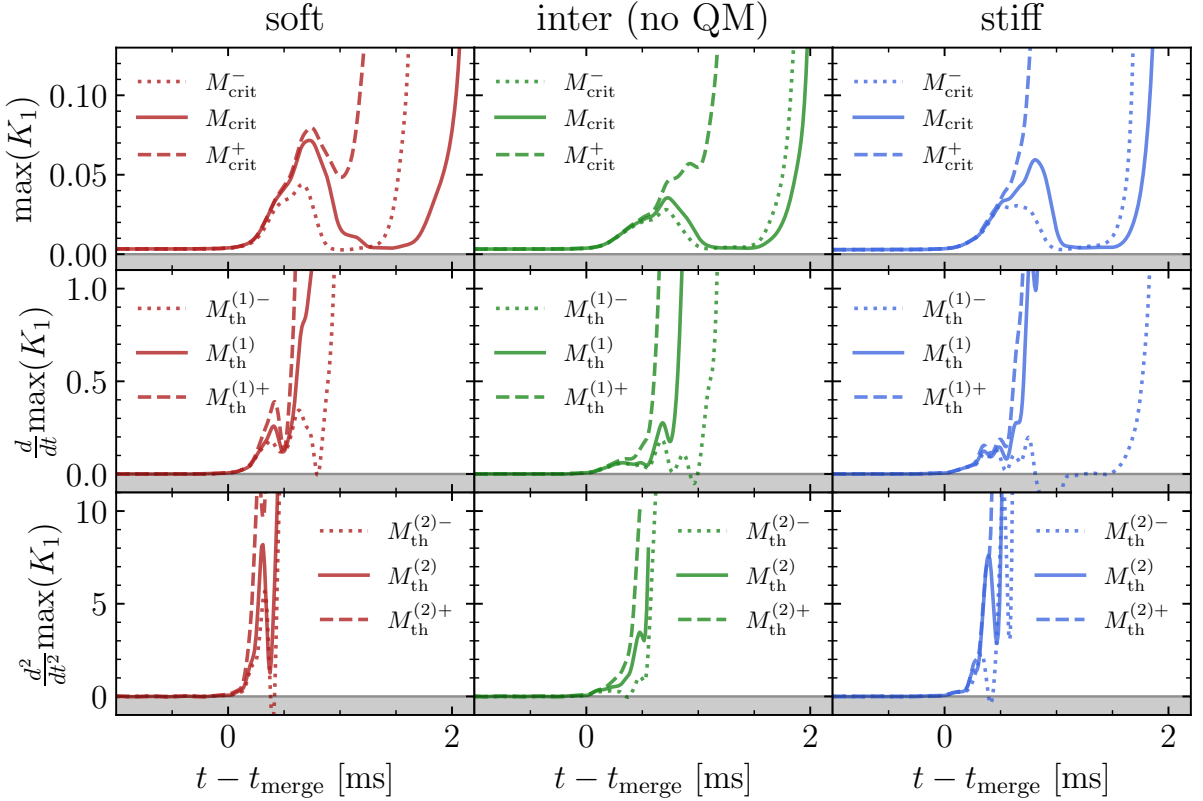 soft inter (no QM) stiff
max(K₁)
0.10
0.05
0.00
M⁻crit
Mcrit
M⁺crit
M⁻crit
Mcrit
M⁺crit
M⁻crit
Mcrit
M⁺crit
d/dt max(K₁)
1.0
0.5
0.0
M(1)−th
M(1)th
M(1)+th
M(1)−th
M(1)th
M(1)+th
M(1)−th
M(1)th
M(1)+th
d²/dt² max(K₁)
10
5
0
M(2)−th
M(2)th
M(2)+th
M(2)−th
M(2)th
M(2)+th
M(2)−th
M(2)th
M(2)+th
0 2 0 2 0 2
t − tmerge [ms] t − tmerge [ms] t − tmerge [ms]